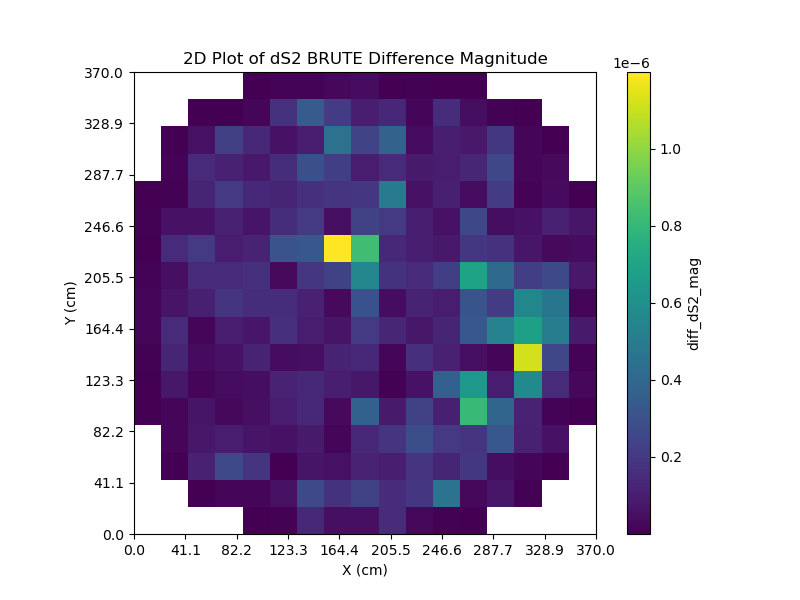 2D Plot of dS2 BRUTE Difference Magnitude
1e−6
370.0
328.9
287.7
246.6
205.5
164.4
123.3
82.2
41.1
0.0
Y (cm)
0.0 41.1 82.2 123.3 164.4 205.5 246.6 287.7 328.9 370.0
X (cm)
1.0
0.8
0.6
0.4
0.2
diff_dS2_mag